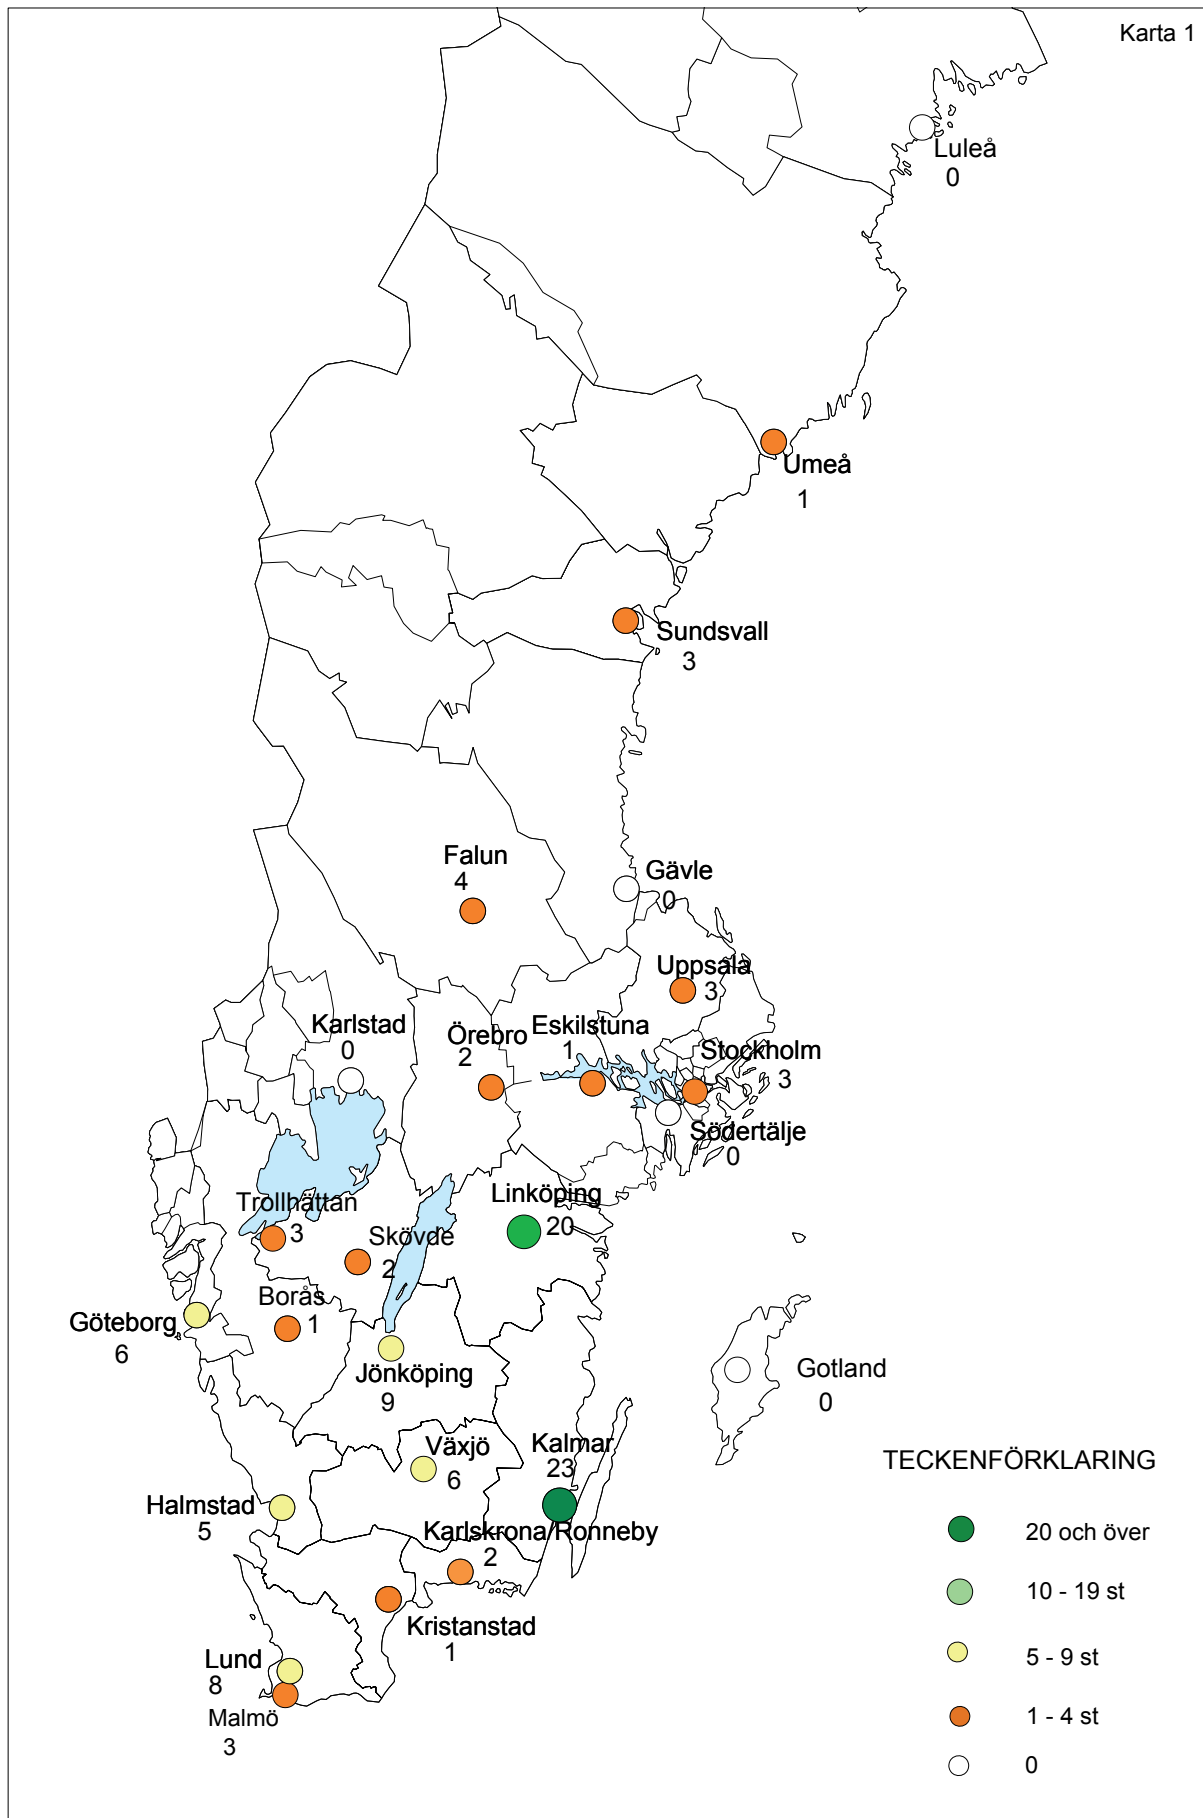 Karta 1
Luleå
0
Umeå
1
Sundsvall
3
Falun
4
Gävle
0
Uppsala
3
Karlstad
0
Örebro
2
Eskilstuna
1
Stockholm
3
Södertälje
0
Linköping
20
Trollhättan
3
Skövde
2
Borås
1
Göteborg
6
Jönköping
9
Gotland
0
Växjö
6
Kalmar
23
Halmstad
5
Karlskrona/Ronneby
2
Kristanstad
1
Lund
8
Malmö
3
TECKENFÖRKLARING
20 och över
10 - 19 st
5 - 9 st
1 - 4 st
0